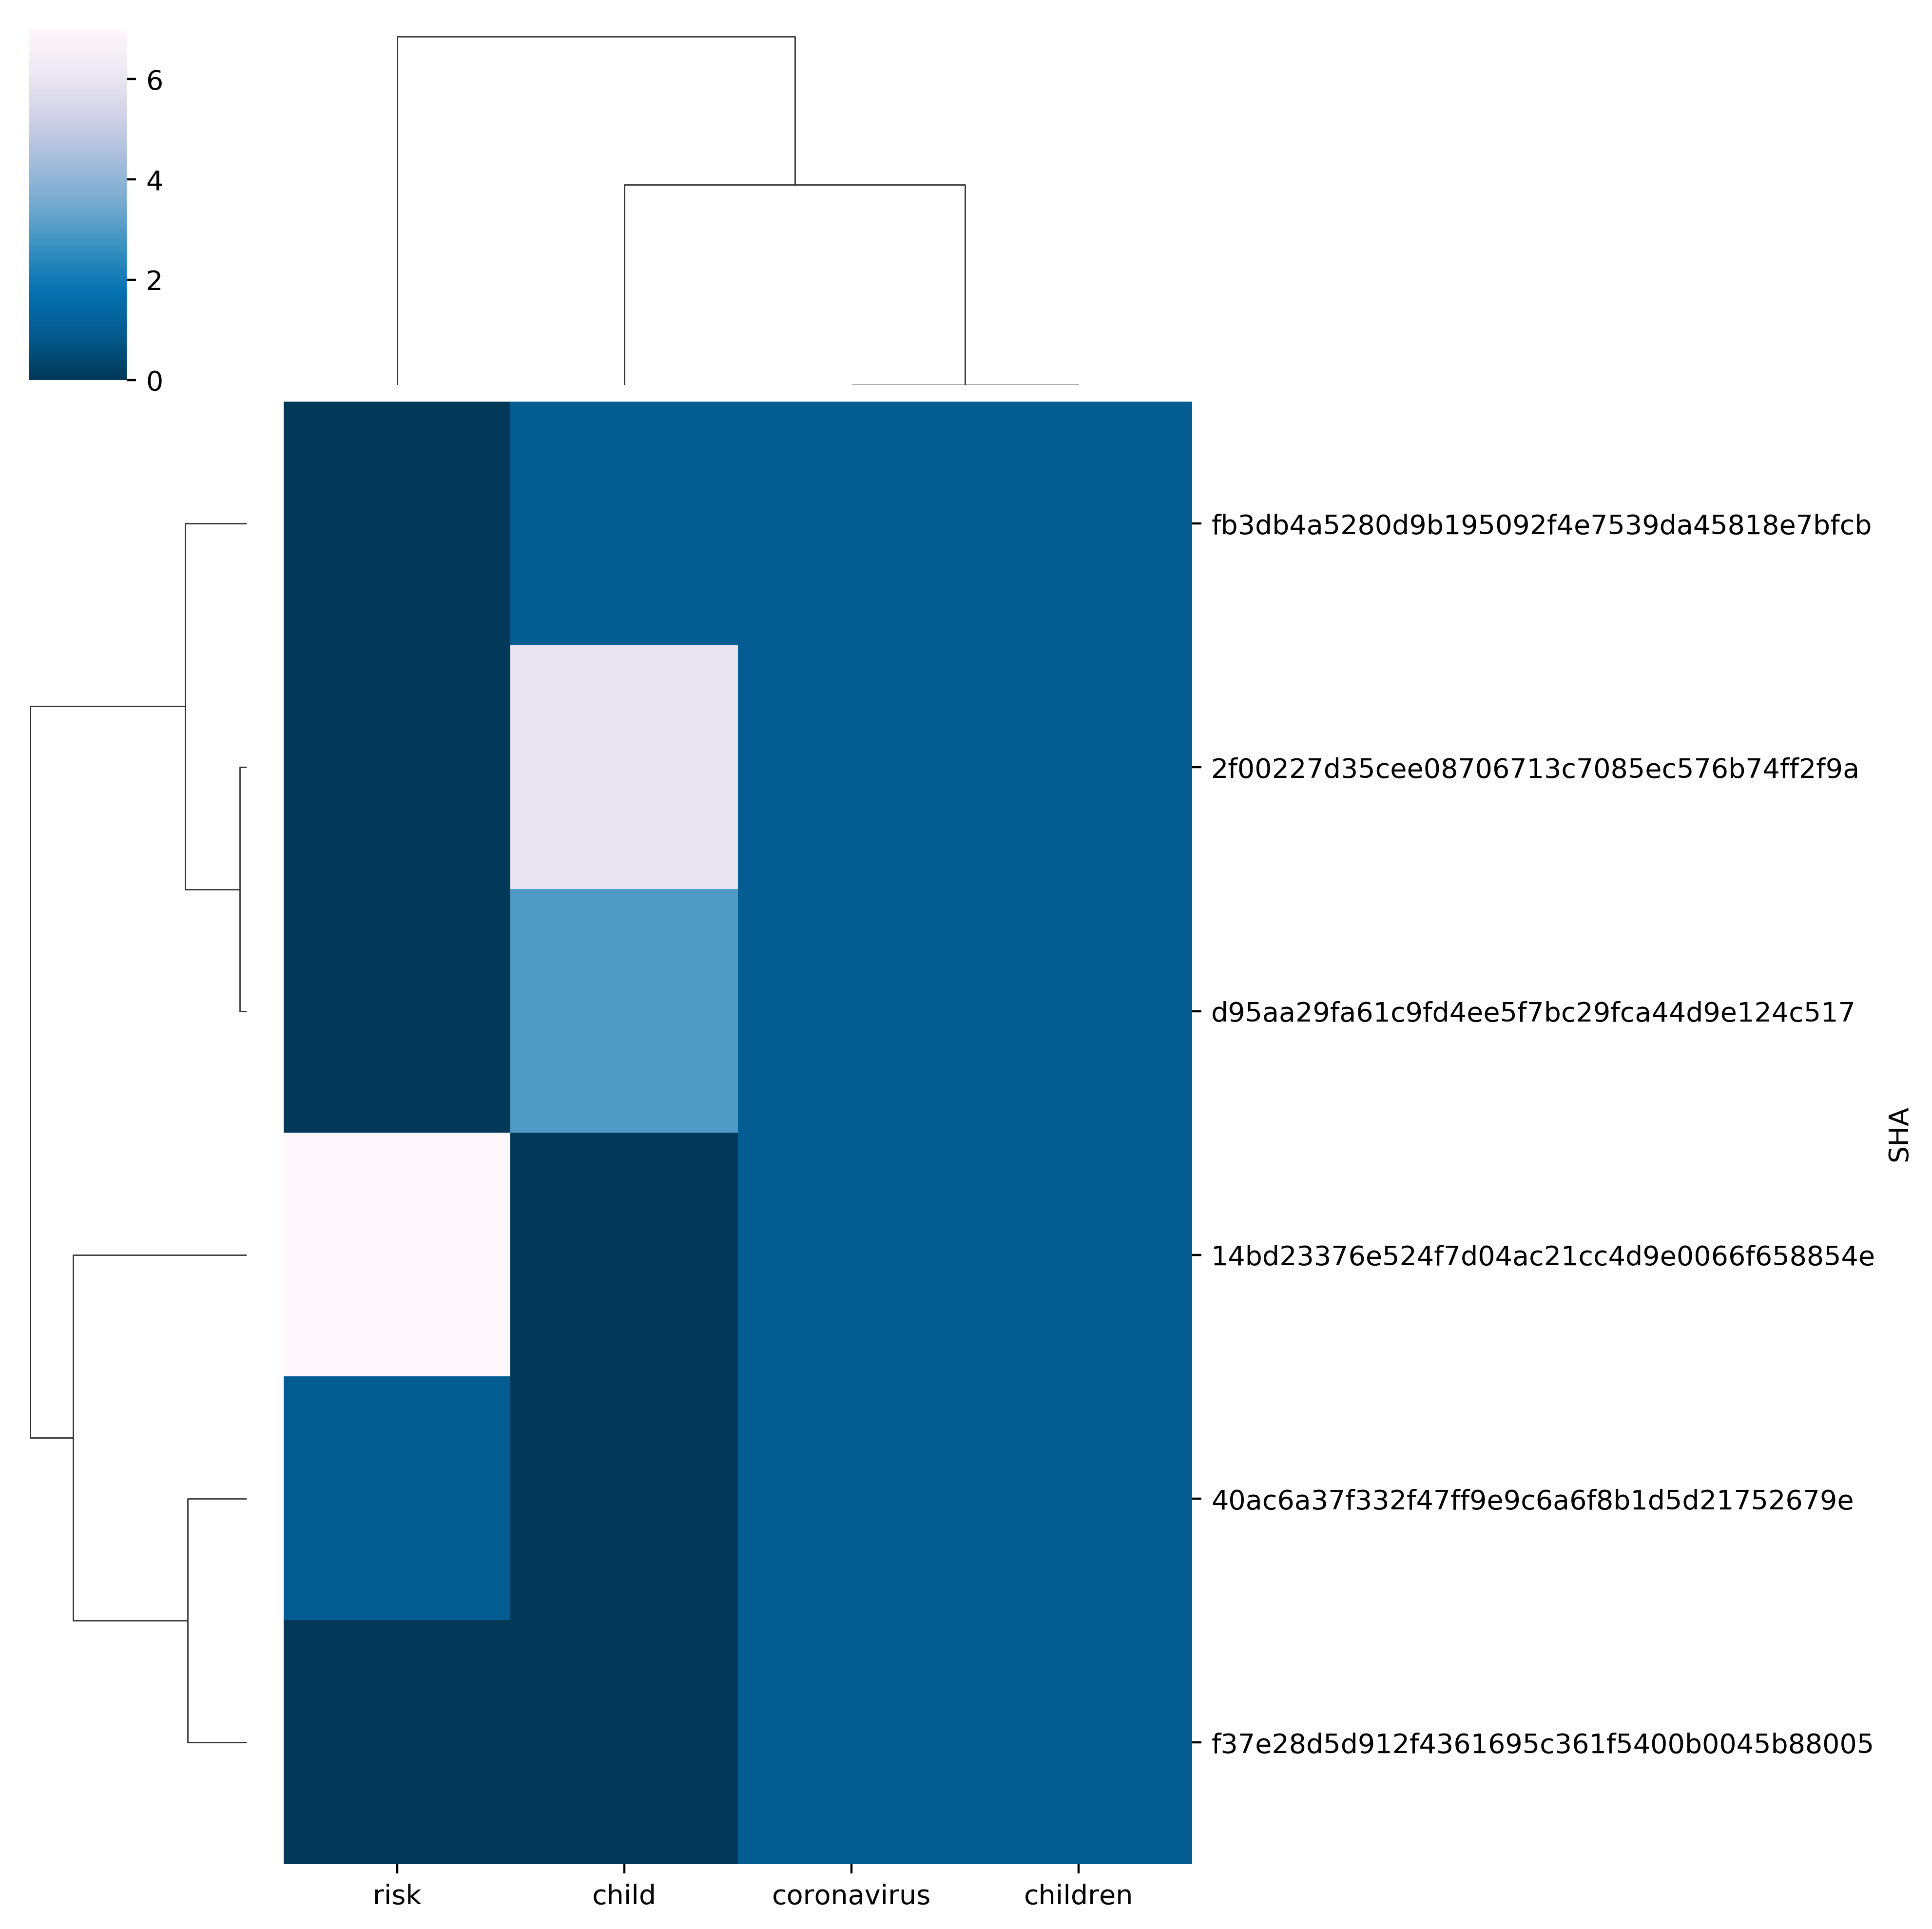 6
4
2
0
fb3db4a5280d9b195092f4e7539da45818e7bfcb
2f00227d35cee08706713c7085ec576b74ff2f9a
d95aa29fa61c9fd4ee5f7bc29fca44d9e124c517
SHA
14bd23376e524f7d04ac21cc4d9e0066f658854e
40ac6a37f332f47ff9e9c6a6f8b1d5d21752679e
f37e28d5d912f4361695c361f5400b0045b88005
risk child coronavirus children